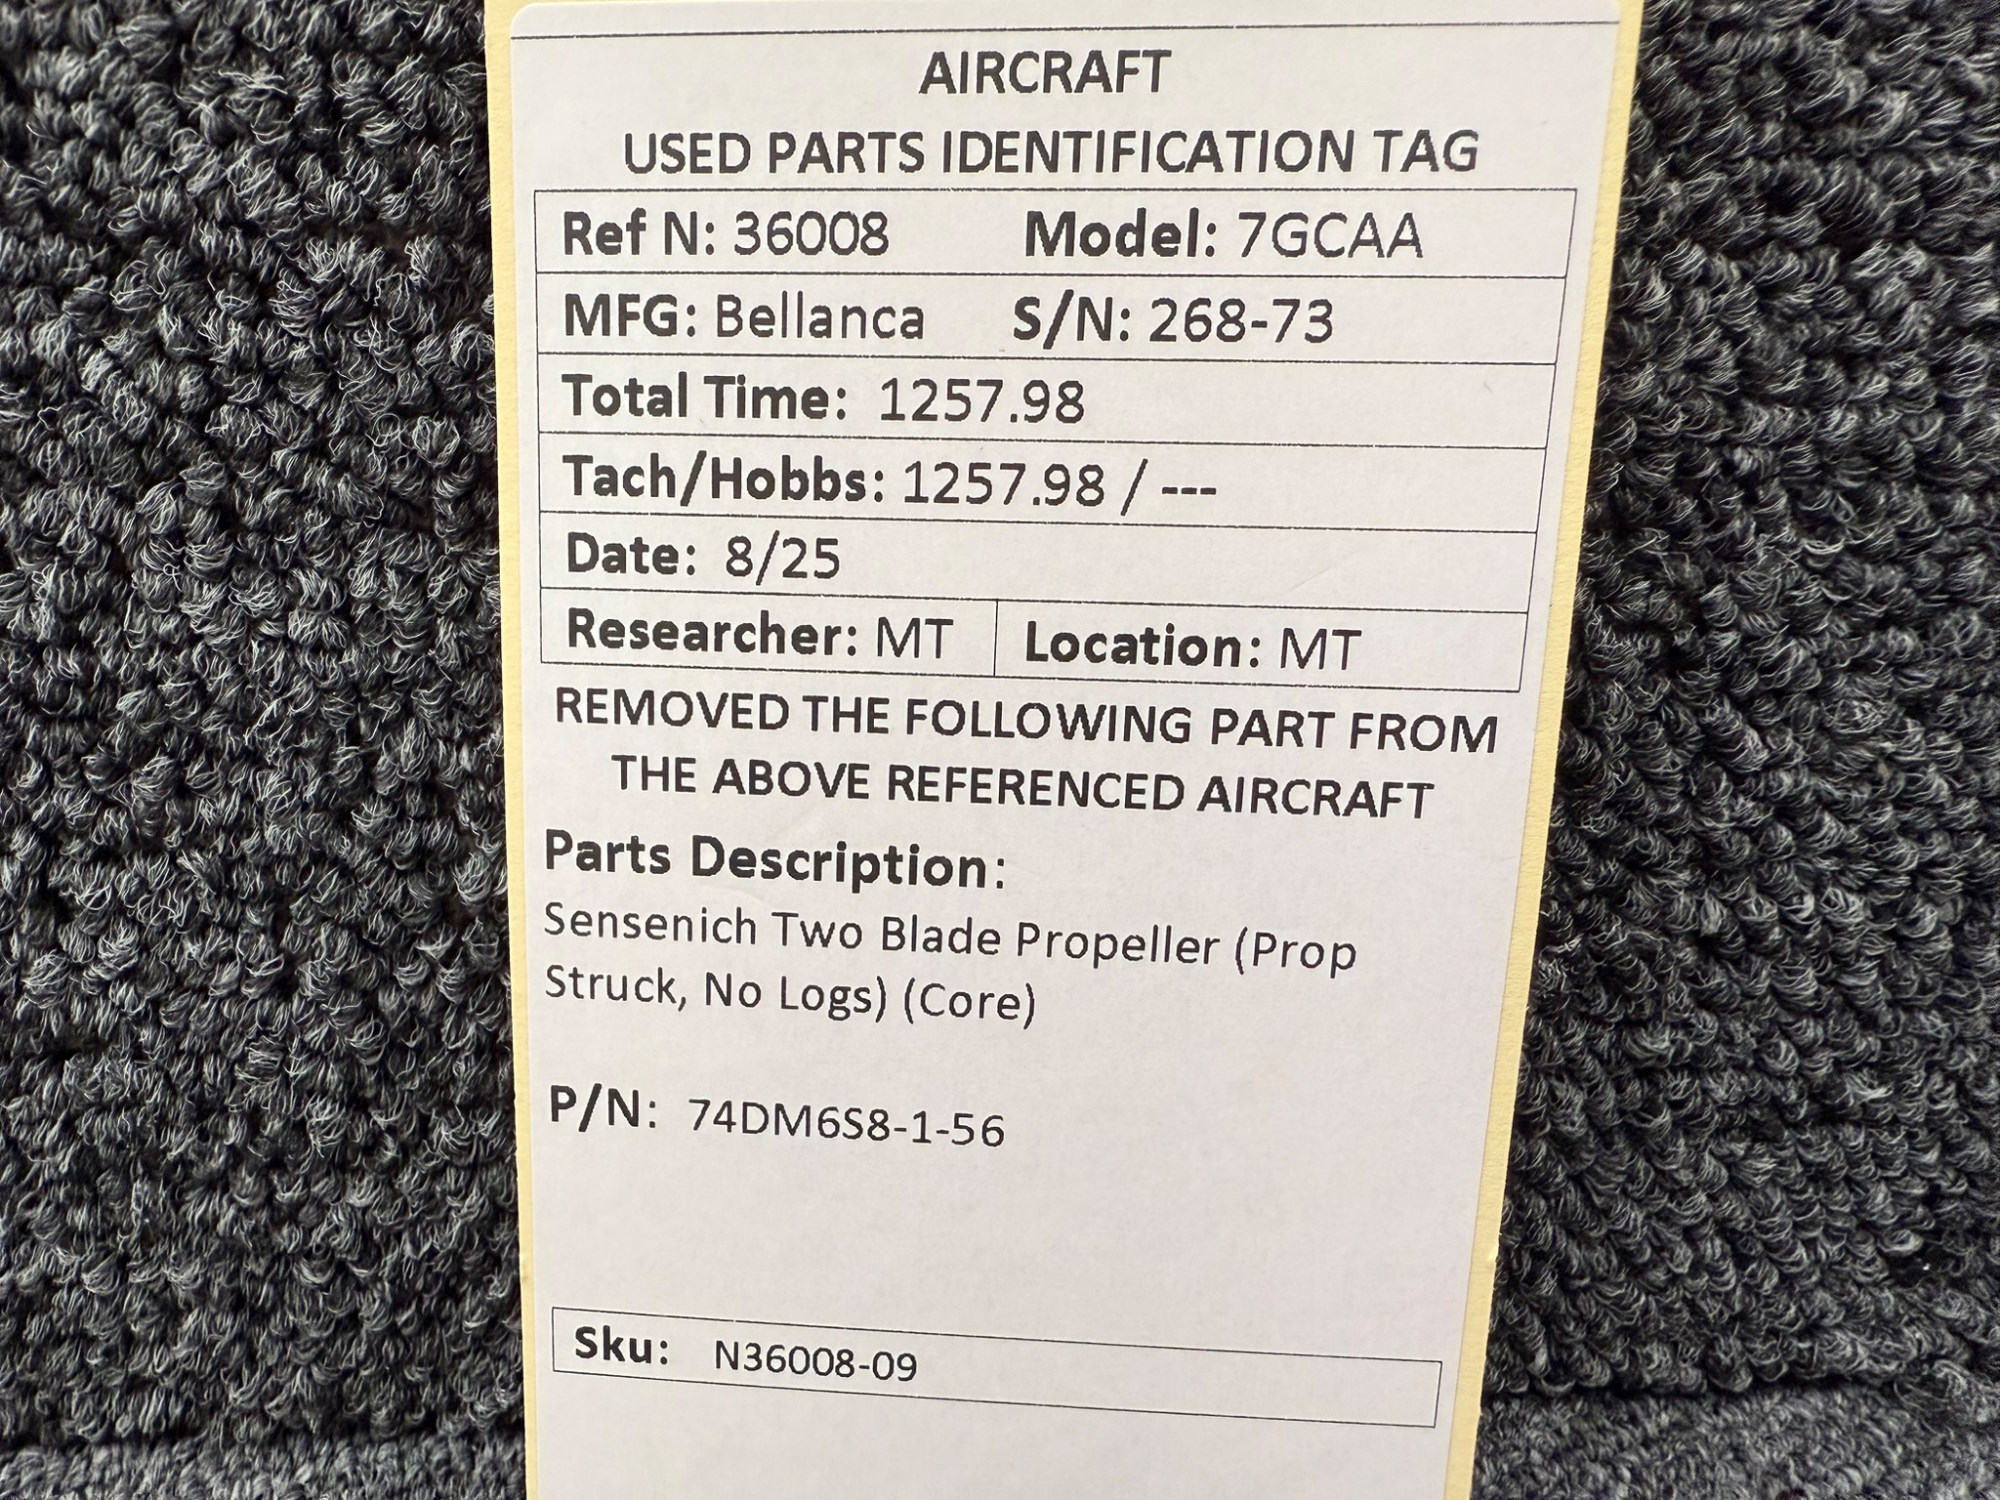 AIRCRAFT
USED PARTS IDENTIFICATION TAG
Ref N: 36008 Model: 7GCAA
MFG: Bellanca S/N: 268-73
Total Time: 1257.98
Tach/Hobbs: 1257.98 / ---
Date: 8/25
Researcher: MT Location: MT
REMOVED THE FOLLOWING PART FROM
THE ABOVE REFERENCED AIRCRAFT
Parts Description:
Sensenich Two Blade Propeller (Prop
Struck, No Logs) (Core)
P/N: 74DM6S8-1-56
Sku: N36008-09